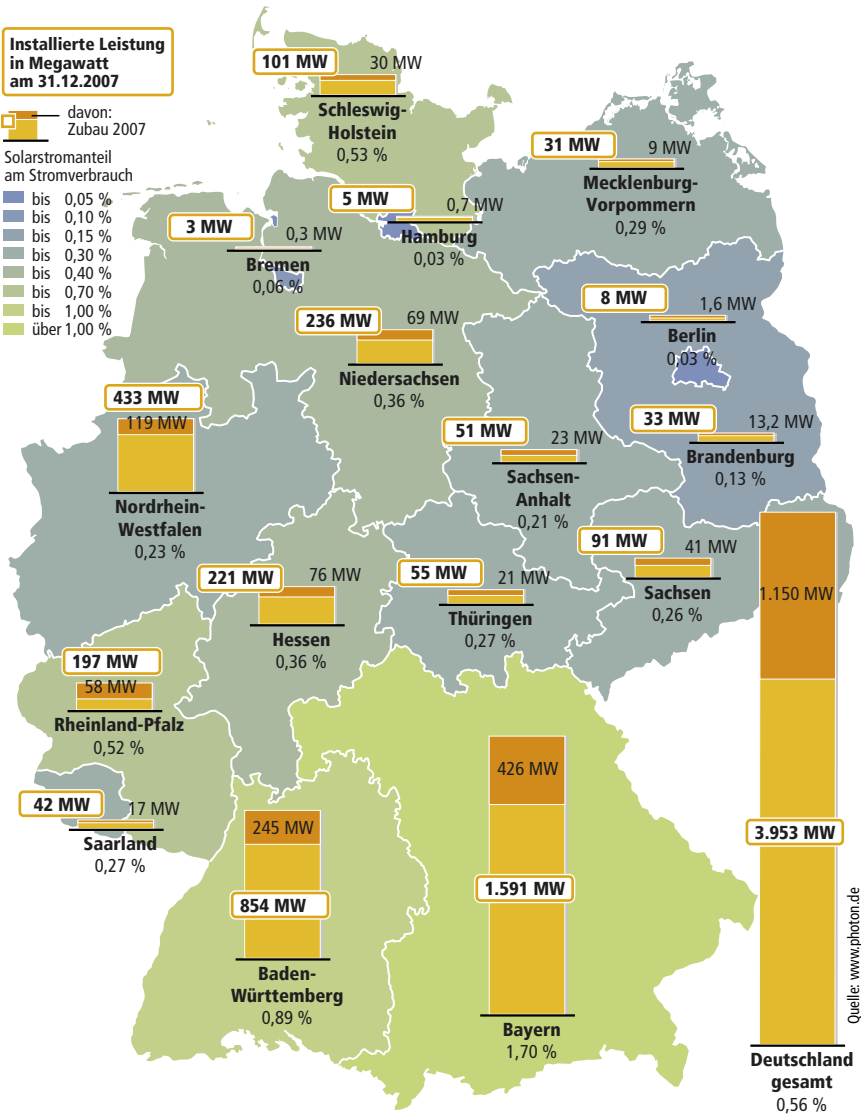 Installierte Leistung
in Megawatt
am 31.12.2007
davon:
Zubau 2007
Solarstromanteil
am Stromverbrauch
bis 0,05 %
bis 0,10 %
bis 0,15 %
bis 0,30 %
bis 0,40 %
bis 0,70 %
bis 1,00 %
über 1,00 %
101 MW
30 MW
Schleswig-
Holstein
0,53 %
31 MW
9 MW
Mecklenburg-
Vorpommern
0,29 %
5 MW
0,7 MW
Hamburg
0,03 %
3 MW
0,3 MW
Bremen
0,06 %
8 MW
1,6 MW
Berlin
0,03 %
236 MW
69 MW
Niedersachsen
0,36 %
433 MW
119 MW
Nordrhein-
Westfalen
0,23 %
51 MW
23 MW
Sachsen-
Anhalt
0,21 %
33 MW
13,2 MW
Brandenburg
0,13 %
221 MW
76 MW
Hessen
0,36 %
55 MW
21 MW
Thüringen
0,27 %
91 MW
41 MW
Sachsen
0,26 %
197 MW
58 MW
Rheinland-Pfalz
0,52 %
42 MW
17 MW
Saarland
0,27 %
245 MW
854 MW
Baden-
Württemberg
0,89 %
426 MW
1.591 MW
Bayern
1,70 %
1.150 MW
3.953 MW
Deutschland
gesamt
0,56 %
Quelle: www.photon.de